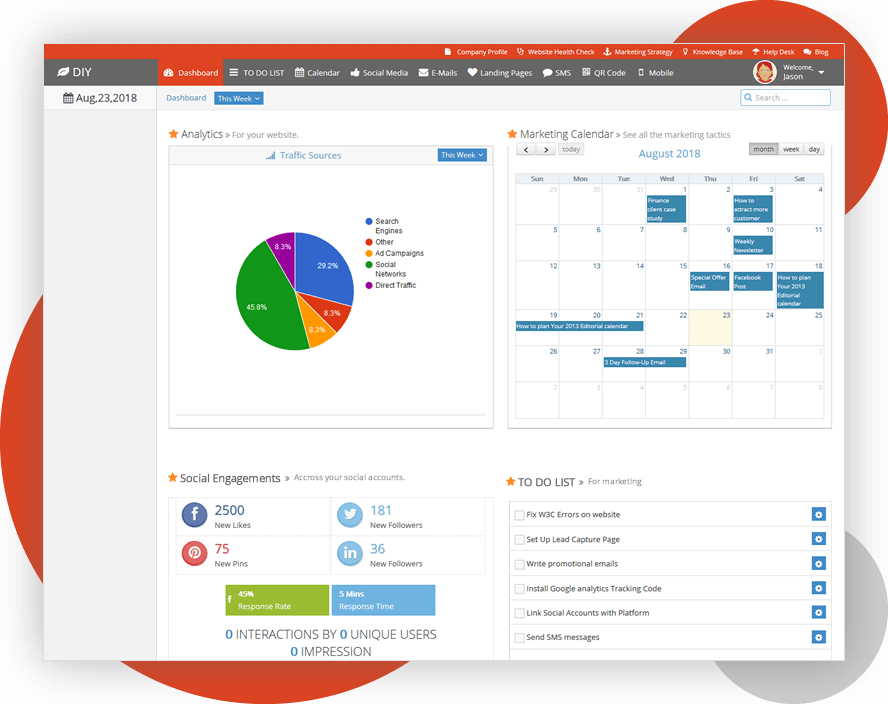 Company Profile Website Health Check Marketing Strategy Knowledge Base Help Desk Blog
DIY Dashboard TO DO LIST Calendar Social Media E-Mails Landing Pages SMS QR Code Mobile Welcome, Jason
Aug,23,2018 Dashboard This Week Search ...
Analytics » For your website.
Traffic Sources This Week
Search
Engines
Other
Ad Campaigns
Social
Networks
Direct Traffic
8.3%
29.2%
45.8%
8.3%
8.3%
Marketing Calendar » See all the marketing tactics
today August 2018 month week day
Sun Mon Tue Wed Thu Fri Sat
29 30 31 1 2 3 4
Finance
client case
study
How to
attract more
customer
5 6 7 8 9 10 11
Weekly
Newsletter
12 13 14 15 16 17 18
Special Offer
Email
Facebook
Post
How to plan
Your 2013
Editorial
calendar
19 20 21 22 23 24 25
How to plan Your 2013 Editorial calendar
26 27 28 29 30 31 1
3 Day Follow-Up Email
2 3 4 5 6 7 8
Social Engagements » Accross your social accounts.
2500
New Likes
181
New Followers
75
New Pins
36
New Followers
45%
Response Rate
5 Mins
Response Time
0 INTERACTIONS BY 0 UNIQUE USERS
0 IMPRESSION
TO DO LIST » For marketing
Fix W3C Errors on website
Set Up Lead Capture Page
Write promotional emails
Install Google analytics Tracking Code
Link Social Accounts with Platform
Send SMS messages